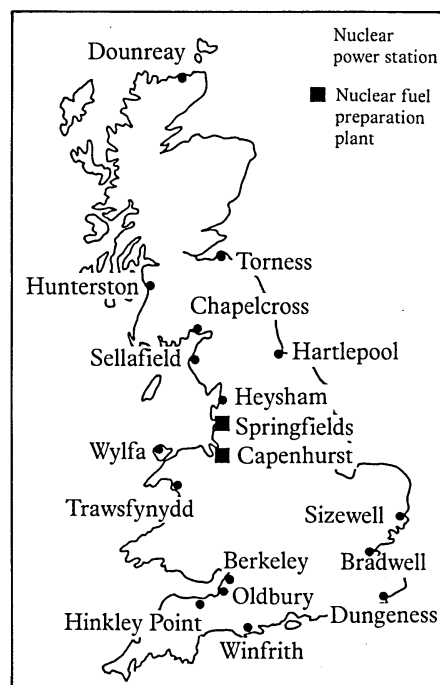 Dounreay
Nuclear
power station
Nuclear fuel
preparation
plant
Torness
Hunterston
Chapelcross
Sellafield
Hartlepool
Heysham
Springfields
Wylfa
Capenhurst
Trawsfynydd
Sizewell
Bradwell
Berkeley
Oldbury
Hinkley Point
Dungeness
Winfrith